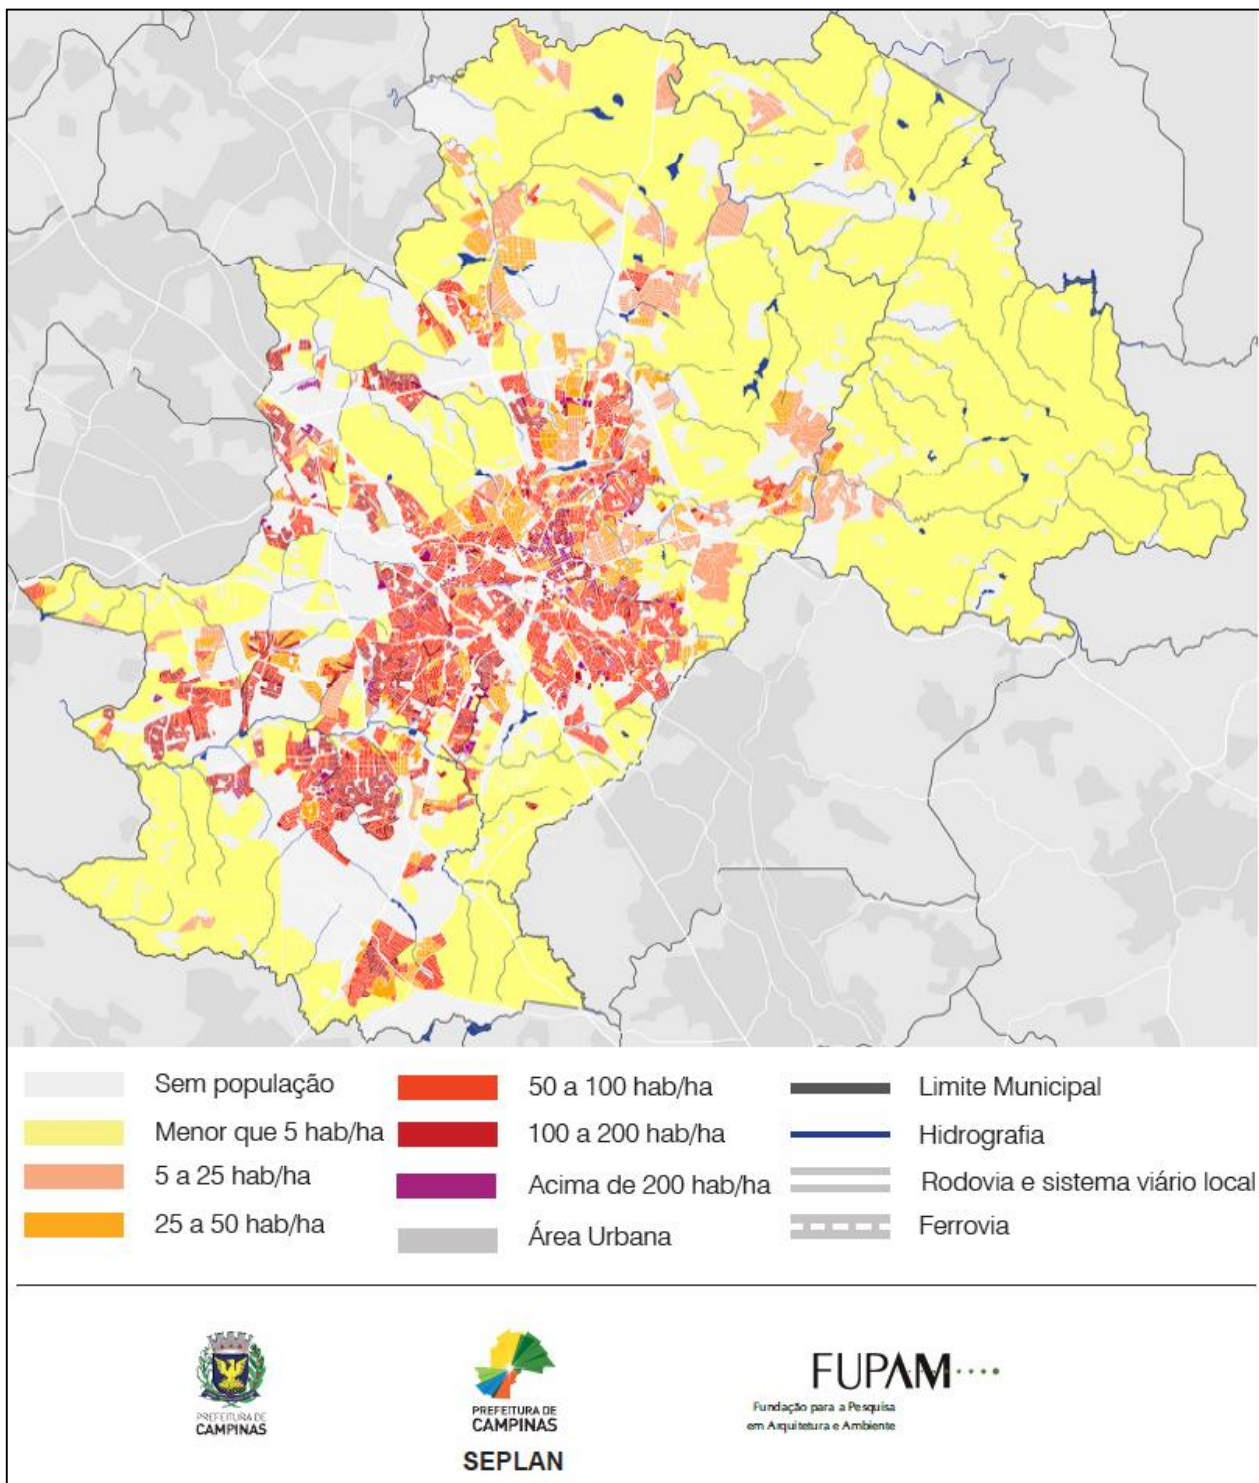 Sem população
Menor que 5 hab/ha
5 a 25 hab/ha
25 a 50 hab/ha
50 a 100 hab/ha
100 a 200 hab/ha
Acima de 200 hab/ha
Área Urbana
Limite Municipal
Hidrografia
Rodovia e sistema viário local
Ferrovia
PREFEITURA DE
CAMPINAS
PREFEITURA DE
CAMPINAS
SEPLAN
FUPAM
Fundação para a Pesquisa
em Arquitetura e Ambiente